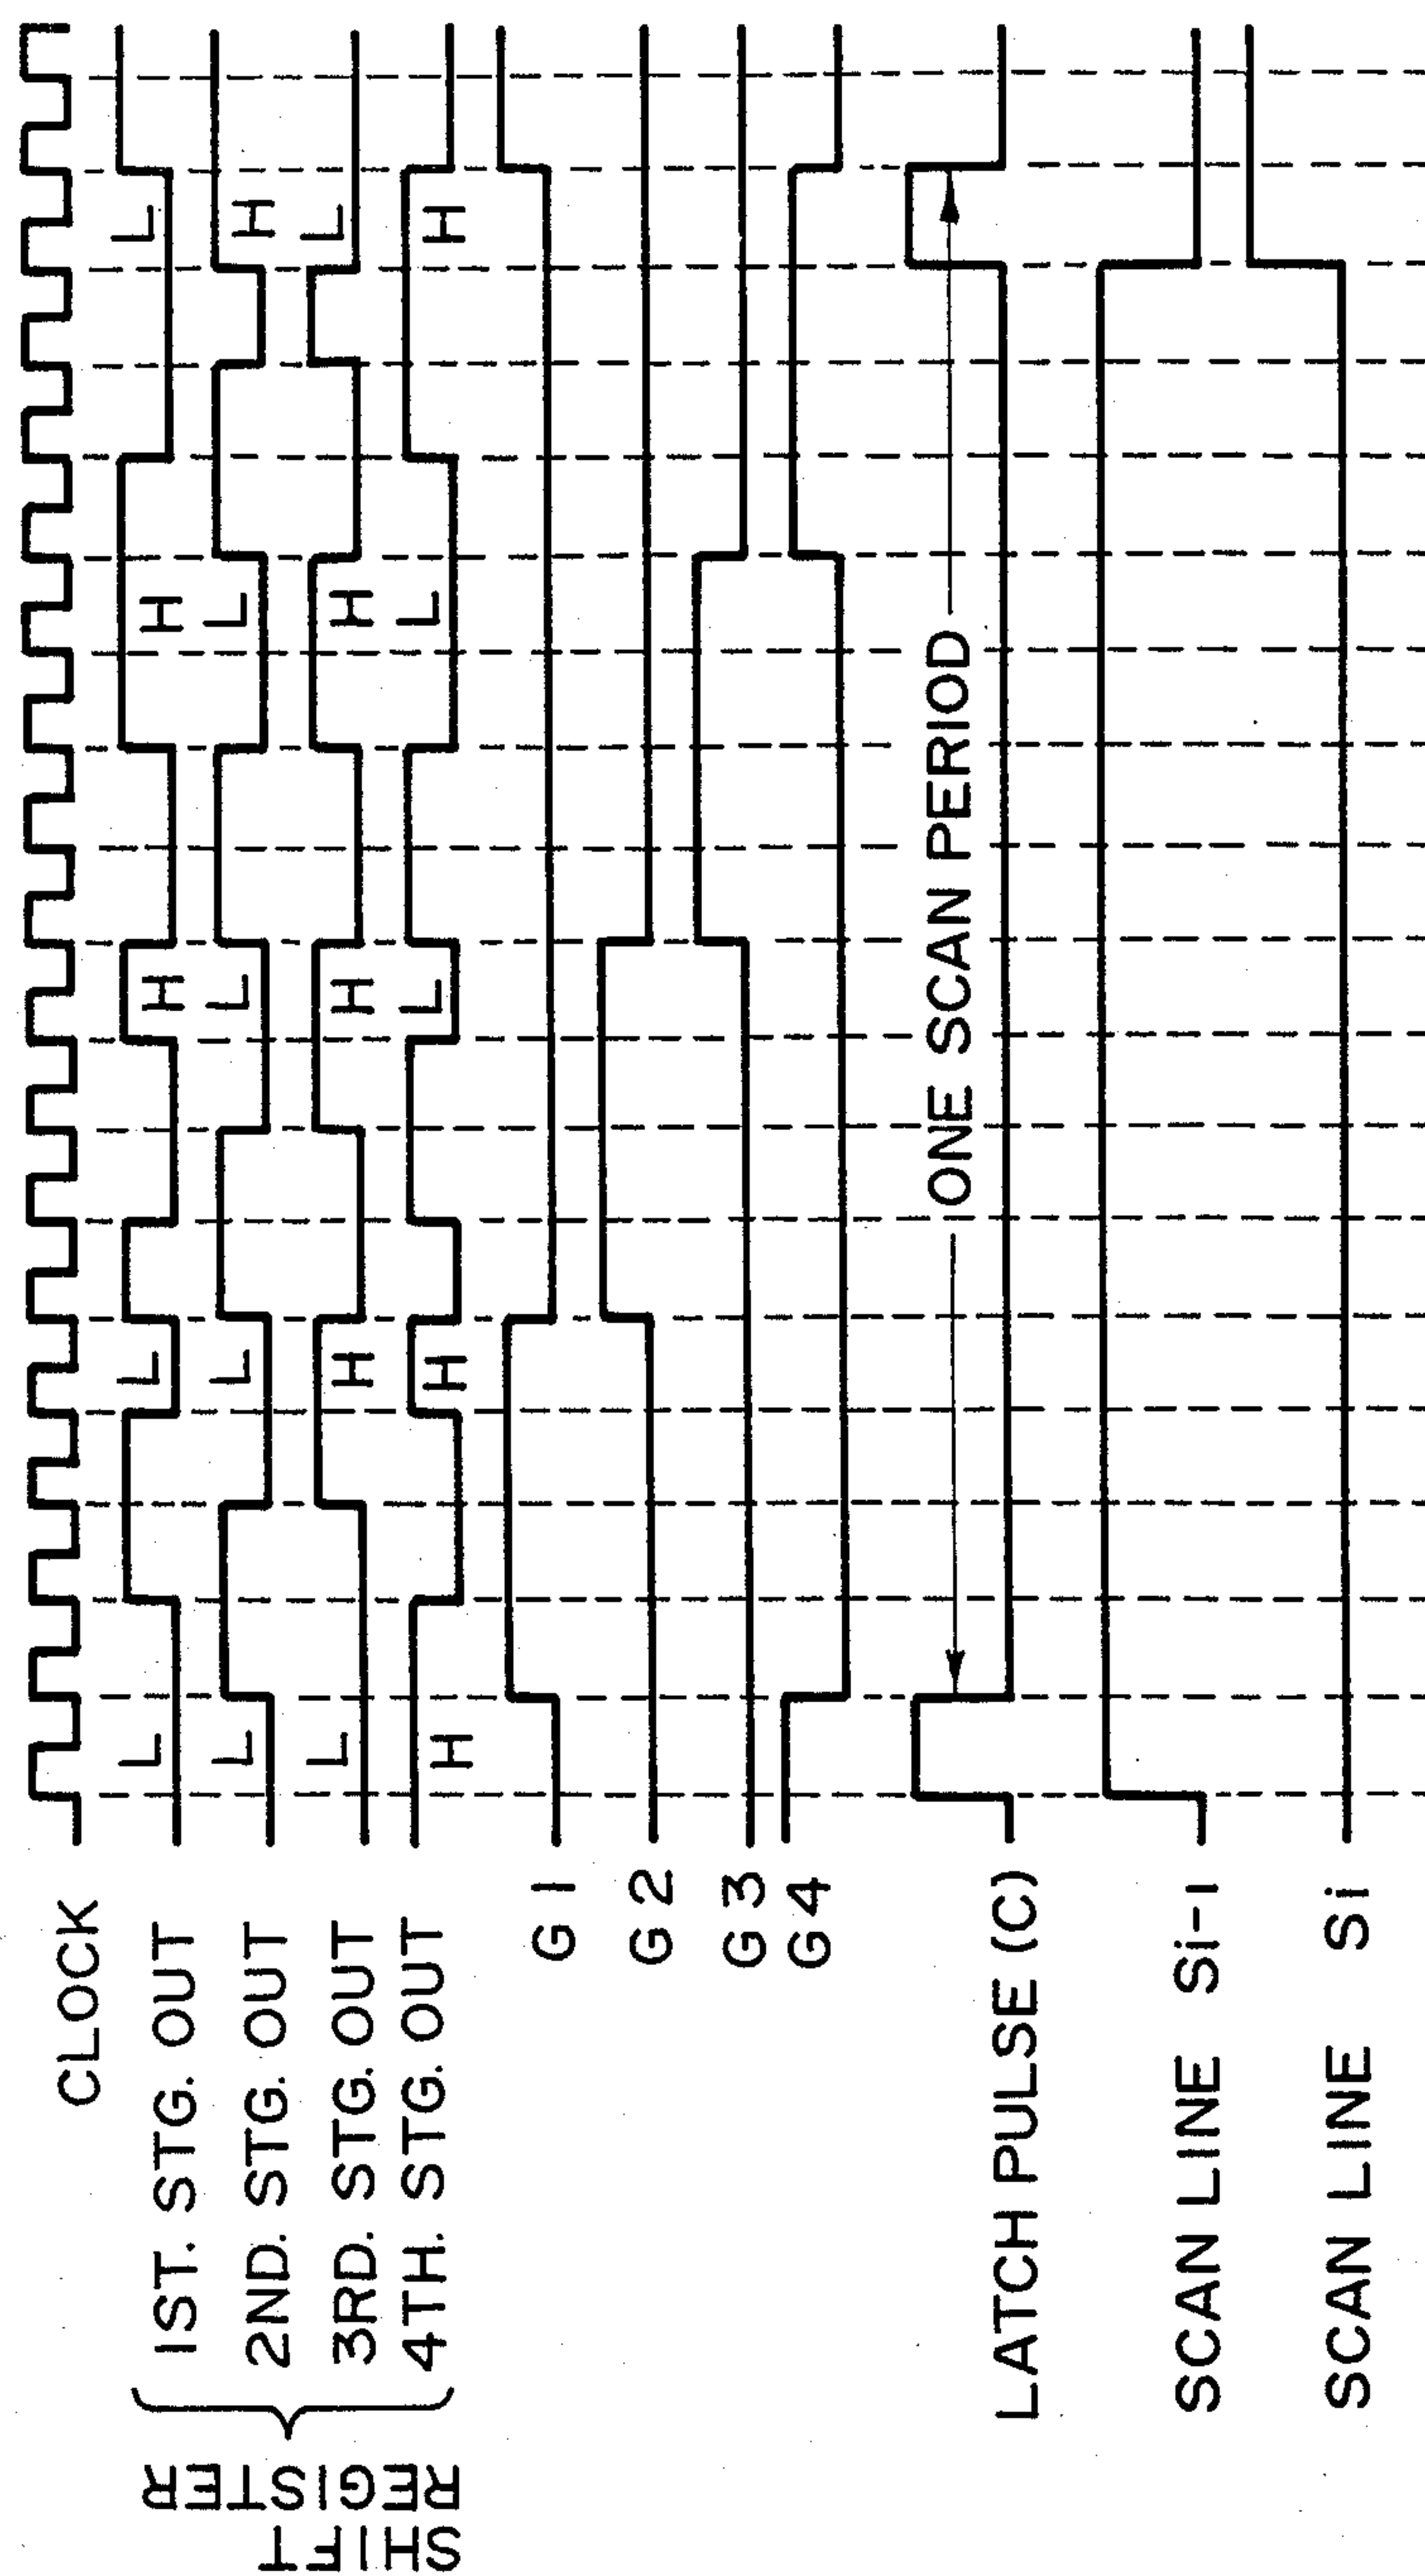 CLOCK
SHIFT
REGISTER
1ST. STG. OUT
2ND. STG. OUT
3RD. STG. OUT
4TH. STG. OUT
L L H H L
L L L L H
L H H H L
H H L L H
G1
G2
G3
G4
ONE SCAN PERIOD
LATCH PULSE (C)
SCAN LINE Si-1
SCAN LINE Si